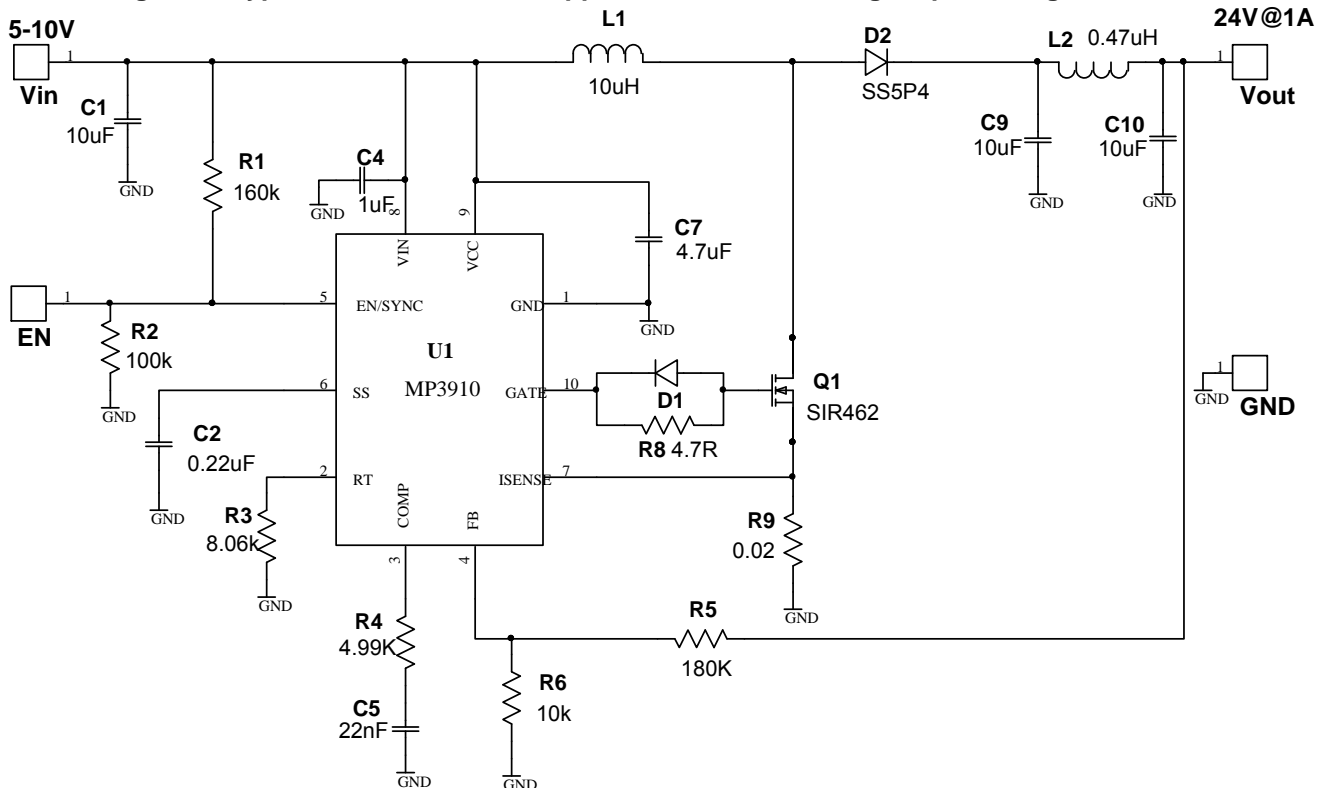 5-10V
1
Vin
C1
10uF
GND
R1
160k
C4
1uF
GND
8
VIN
9
VCC
L1
10uH
D2
SS5P4
L2 0.47uH
24V@1A
1
Vout
C9
10uF
GND
C10
10uF
GND
C7
4.7uF
GND
EN
1
R2
100k
GND
5
EN/SYNC
GND
1
U1
MP3910
6
SS
GATE
10
D1
R8 4.7R
Q1
SIR462
1
GND
GND
C2
0.22uF
GND
2
RT
ISENSE
7
R3
8.06k
GND
COMP
3
FB
4
R9
0.02
GND
R4
4.99K
C5
22nF
GND
R5
180K
R6
10k
GND